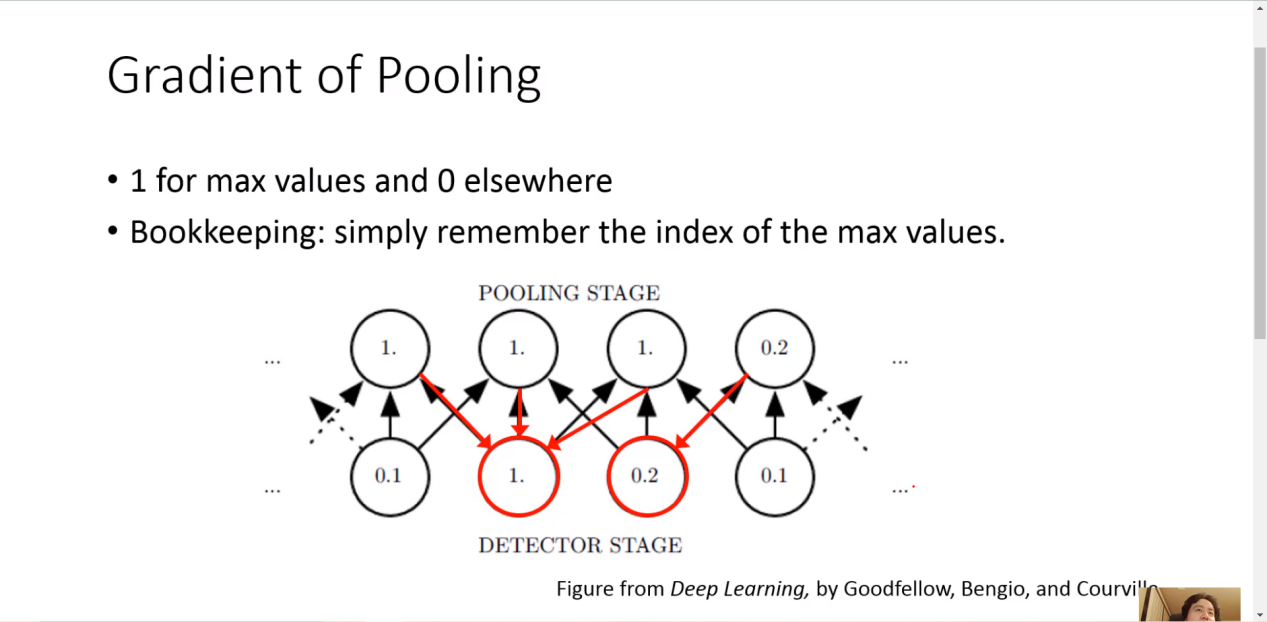 Gradient of Pooling
• 1 for max values and 0 elsewhere
• Bookkeeping: simply remember the index of the max values.
POOLING STAGE
... 1. 1. 1. 0.2 ...
... 0.1 1. 0.2 0.1 ...
DETECTOR STAGE
Figure from Deep Learning, by Goodfellow, Bengio, and